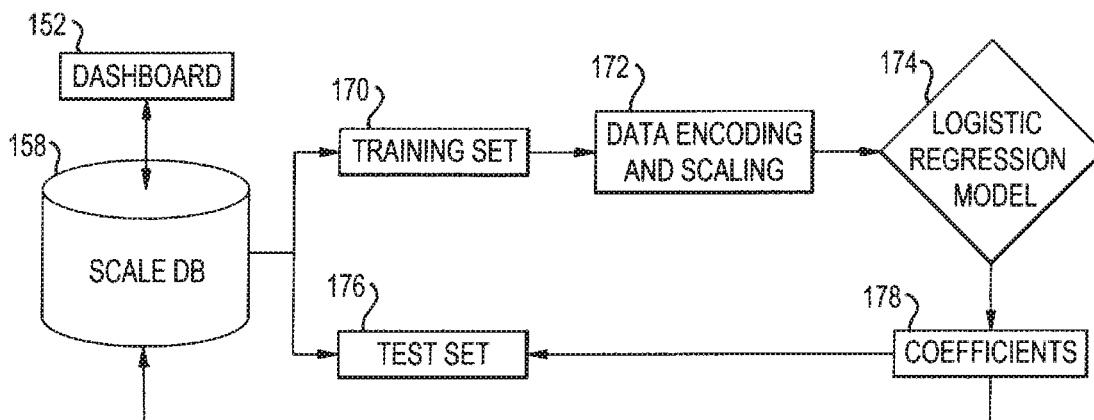 152
DASHBOARD
158
SCALE DB
170
TRAINING SET
172
DATA ENCODING
AND SCALING
174
LOGISTIC
REGRESSION
MODEL
176
TEST SET
178
COEFFICIENTS